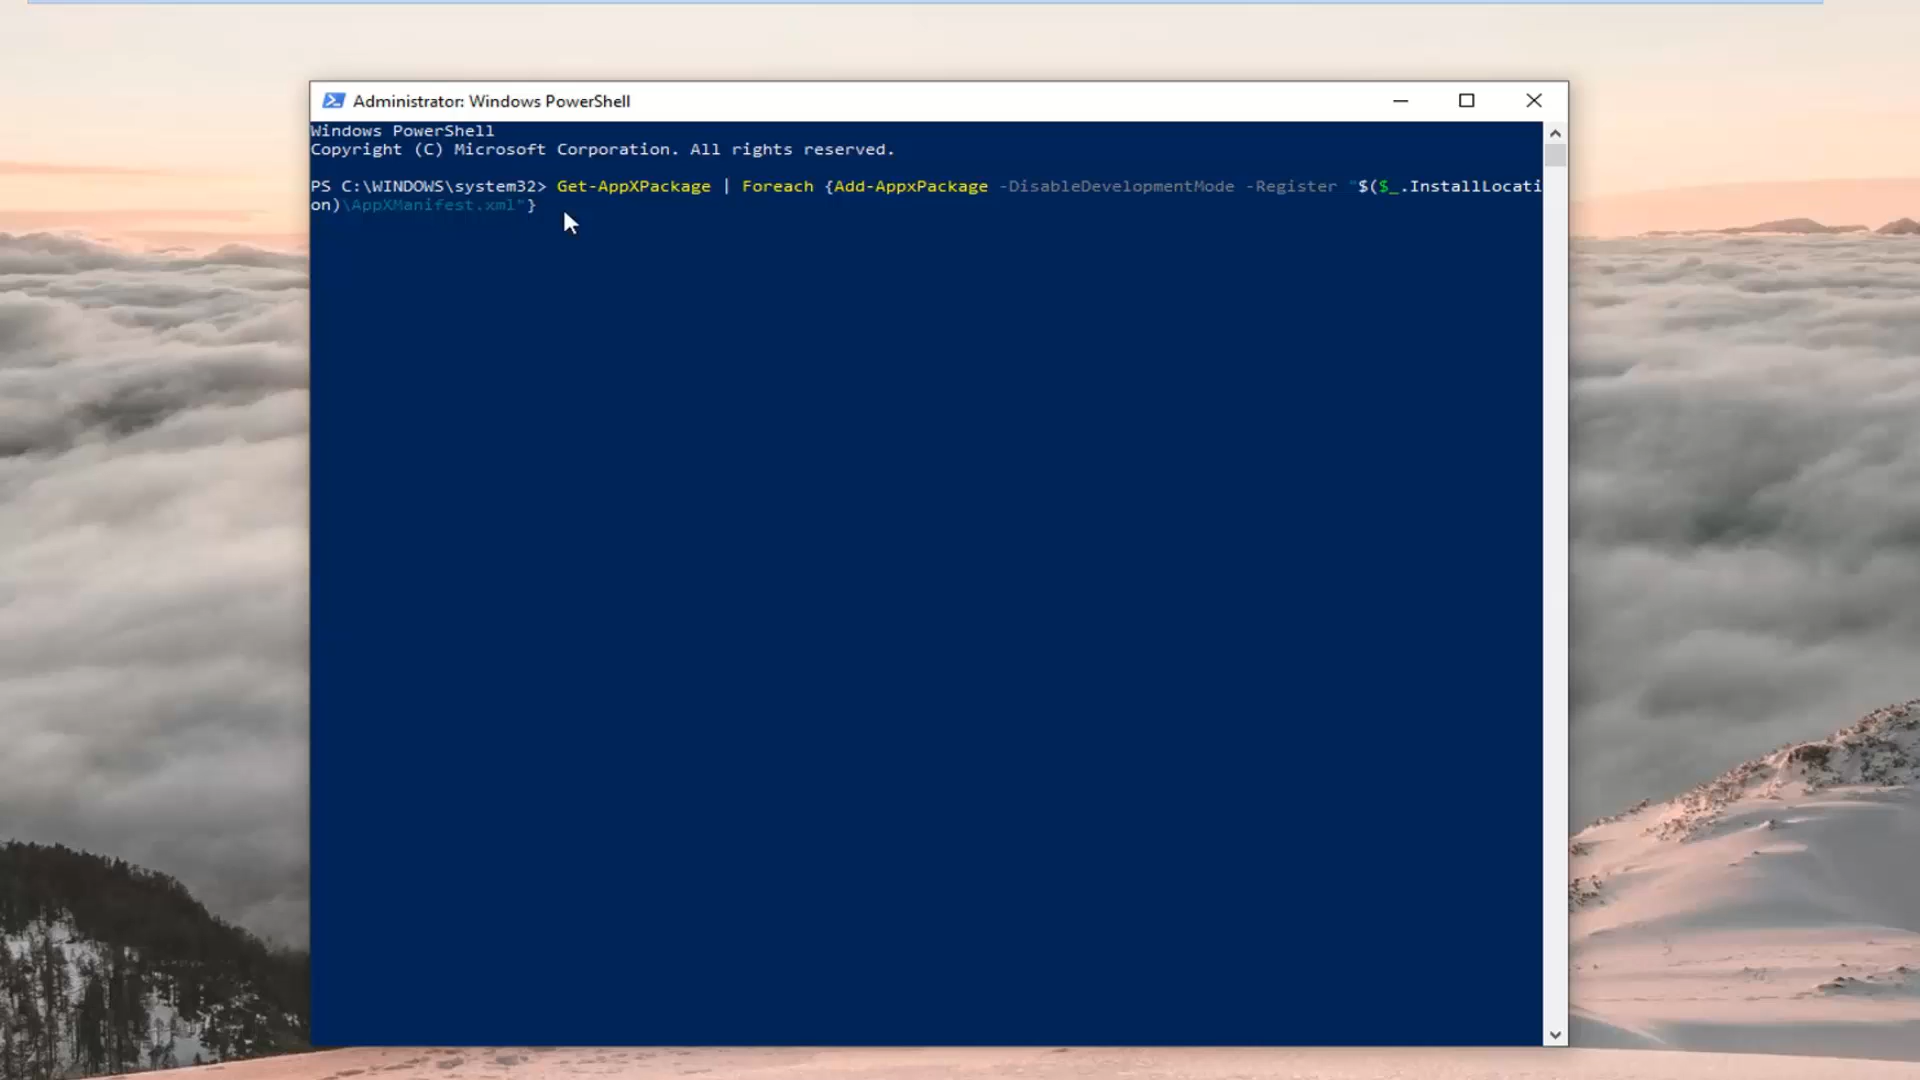 Administrator: Windows PowerShell
Windows PowerShell
Copyright (C) Microsoft Corporation. All rights reserved.
PS C:\WINDOWS\system32> Get-AppXPackage | Foreach {Add-AppxPackage -DisableDevelopmentMode -Register "$($_.InstallLocati
on)\AppXManifest.xml"}